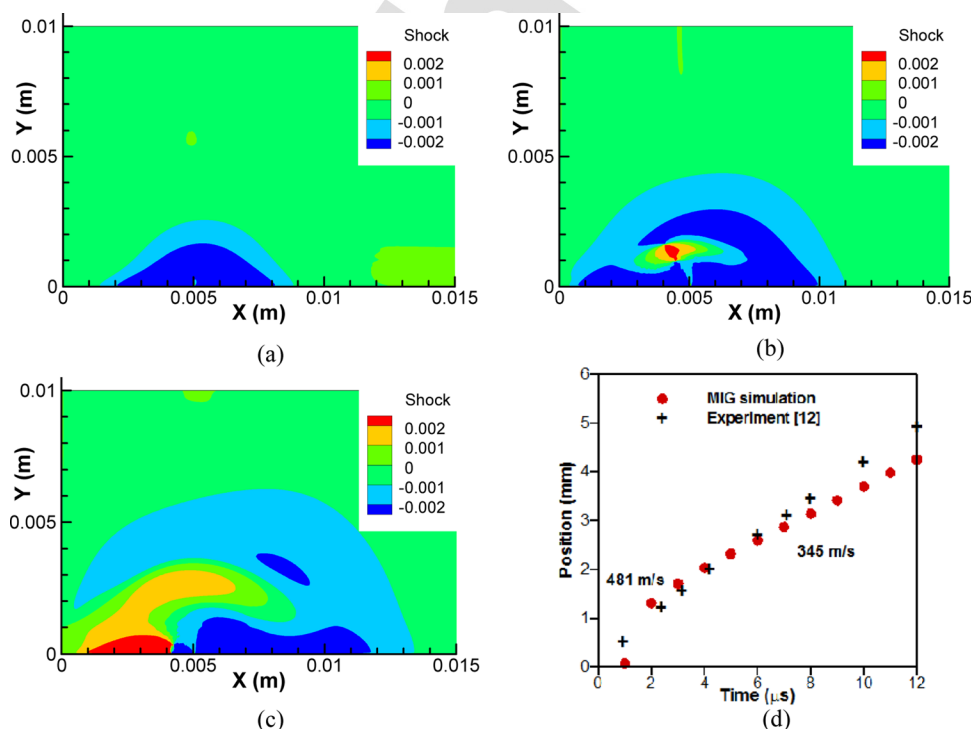 0.01
Shock
0.002
0.001
0
-0.001
-0.002
Y (m)
0.005
0
0
0.005
0.01
0.015
X (m)
(a)
0.01
Shock
0.002
0.001
0
-0.001
-0.002
Y (m)
0.005
0
0
0.005
0.01
0.015
X (m)
(b)
0.01
Shock
0.002
0.001
0
-0.001
-0.002
Y (m)
0.005
0
0
0.005
0.01
0.015
X (m)
(c)
6
5
4
3
2
1
0
Position (mm)
MIG simulation
Experiment [12]
481 m/s
345 m/s
0
2
4
6
8
10
12
Time (μs)
(d)